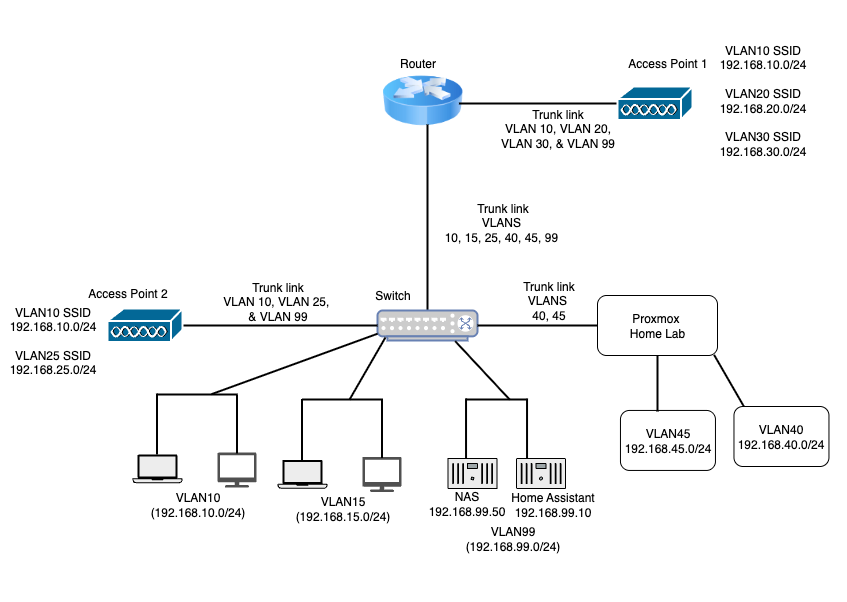 Router
Access Point 1
VLAN10 SSID
192.168.10.0/24
VLAN20 SSID
192.168.20.0/24
VLAN30 SSID
192.168.30.0/24
Trunk link
VLAN 10, VLAN 20,
VLAN 30, & VLAN 99
Trunk link
VLANS
10, 15, 25, 40, 45, 99
Access Point 2
VLAN10 SSID
192.168.10.0/24
VLAN25 SSID
192.168.25.0/24
Trunk link
VLAN 10, VLAN 25,
& VLAN 99
Switch
Trunk link
VLANS
40, 45
Proxmox
Home Lab
VLAN45
192.168.45.0/24
VLAN40
192.168.40.0/24
VLAN10
(192.168.10.0/24)
VLAN15
(192.168.15.0/24)
NAS
192.168.99.50
Home Assistant
192.168.99.10
VLAN99
(192.168.99.0/24)